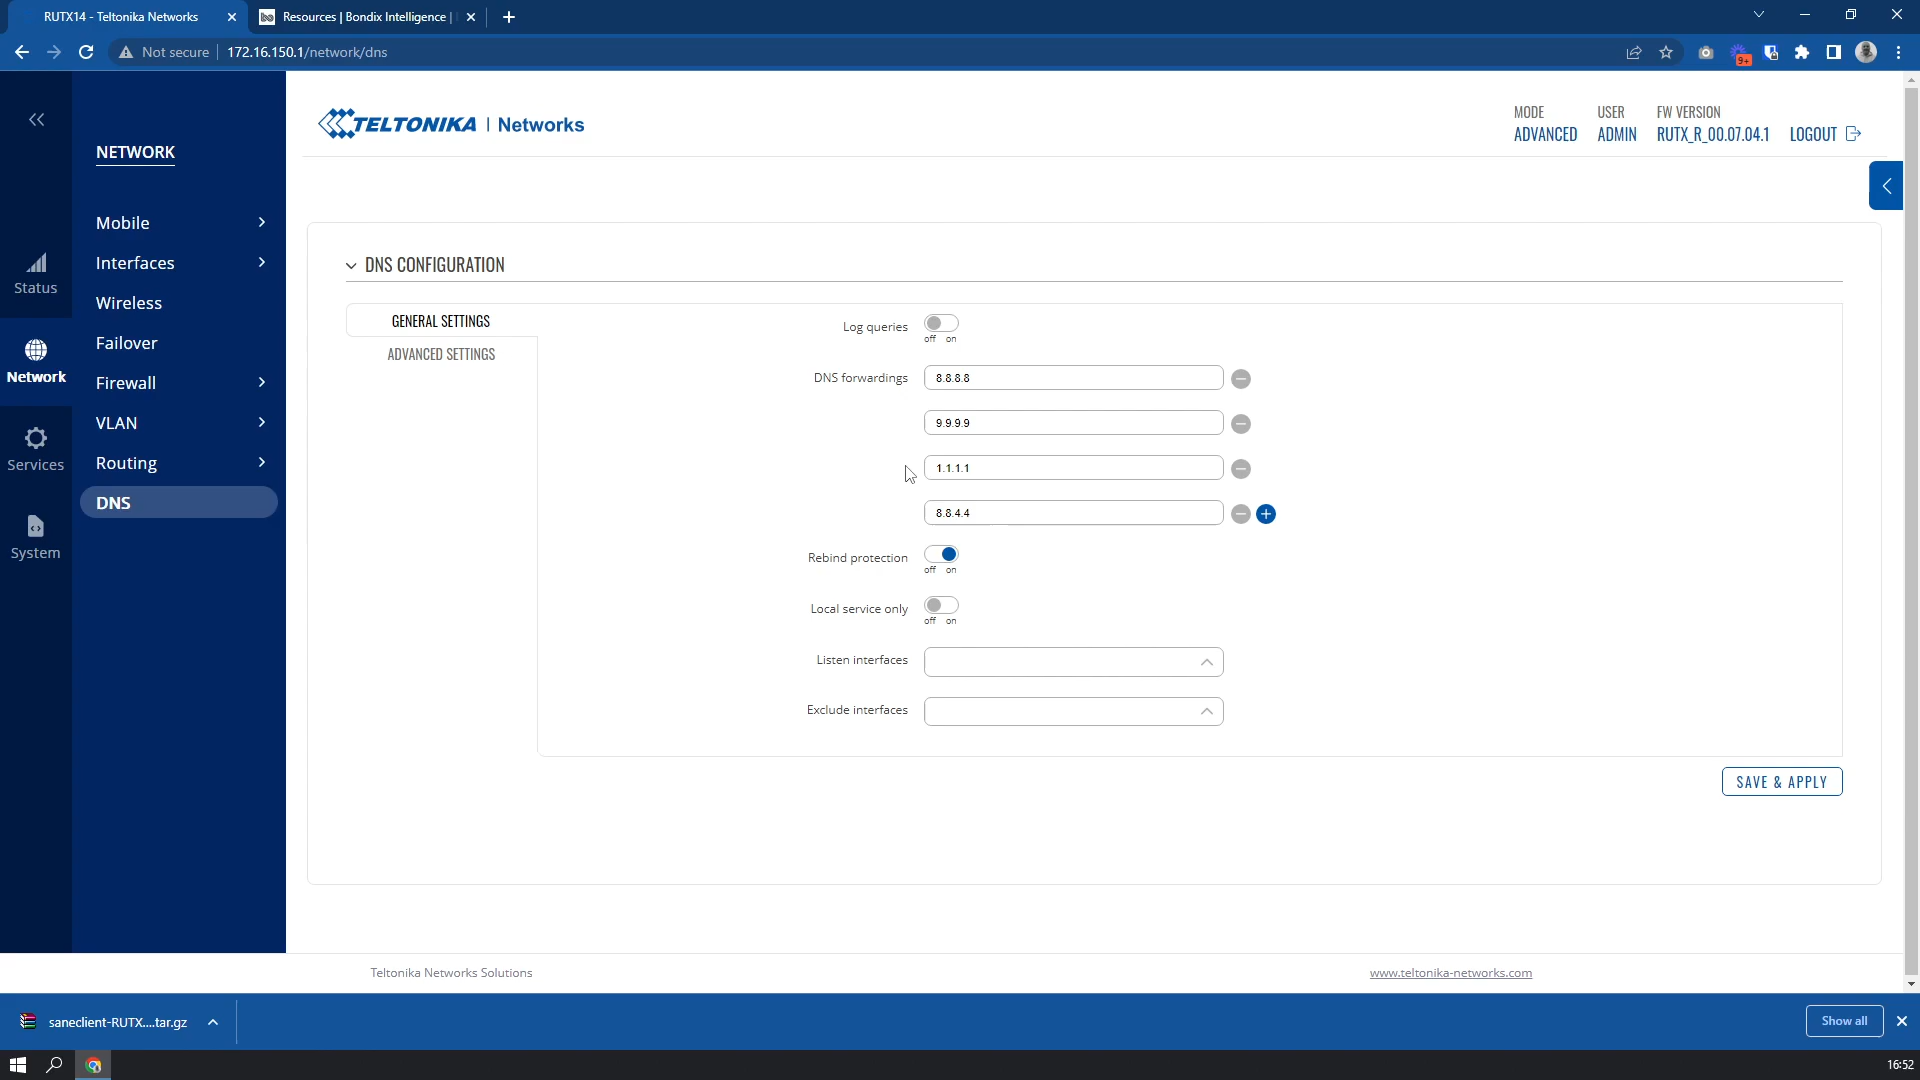 RUTX14 - Teltonika Networks
Resources | Bondix Intelligence |
Not secure
172.16.150.1/network/dns
9+
TELTONIKA | Networks
MODE
ADVANCED
USER
ADMIN
FW VERSION
RUTX_R_00.07.04.1
LOGOUT
Status
Network
Services
System
NETWORK
Mobile
Interfaces
Wireless
Failover
Firewall
VLAN
Routing
DNS
DNS CONFIGURATION
GENERAL SETTINGS
ADVANCED SETTINGS
Log queries
off on
DNS forwardings
8.8.8.8
9.9.9.9
1.1.1.1
8.8.4.4
Rebind protection
off on
Local service only
off on
Listen interfaces
Exclude interfaces
SAVE & APPLY
Teltonika Networks Solutions
www.teltonika-networks.com
saneclient-RUTX....tar.gz
Show all
16:52